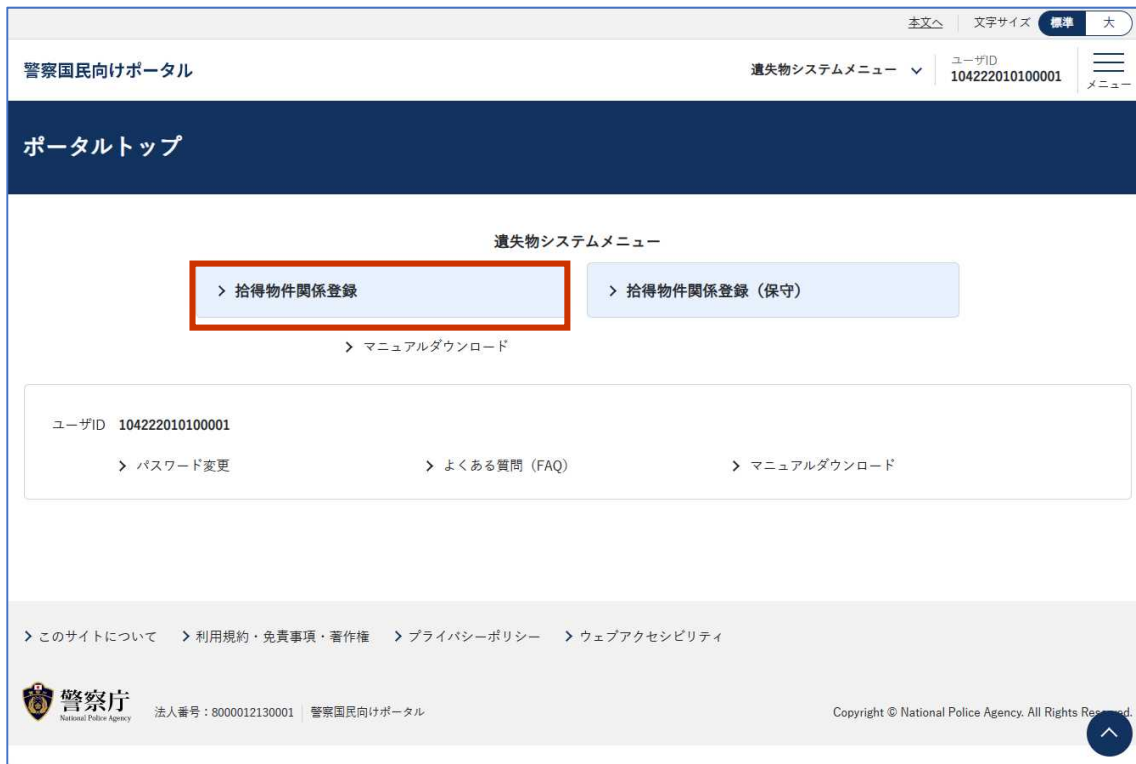 本文へ 文字サイズ 標準 大
警察国民向けポータル 遺失物システムメニュー ユーザID
104222010100001 メニュー
ポータルトップ
遺失物システムメニュー
拾得物件関係登録 拾得物件関係登録（保守）
マニュアルダウンロード
ユーザID 104222010100001
パスワード変更 よくある質問（FAQ） マニュアルダウンロード
このサイトについて 利用規約・免責事項・著作権 プライバシーポリシー ウェブアクセシビリティ
警察庁
National Police Agency
法人番号：8000012130001 警察国民向けポータル Copyright © National Police Agency. All Rights